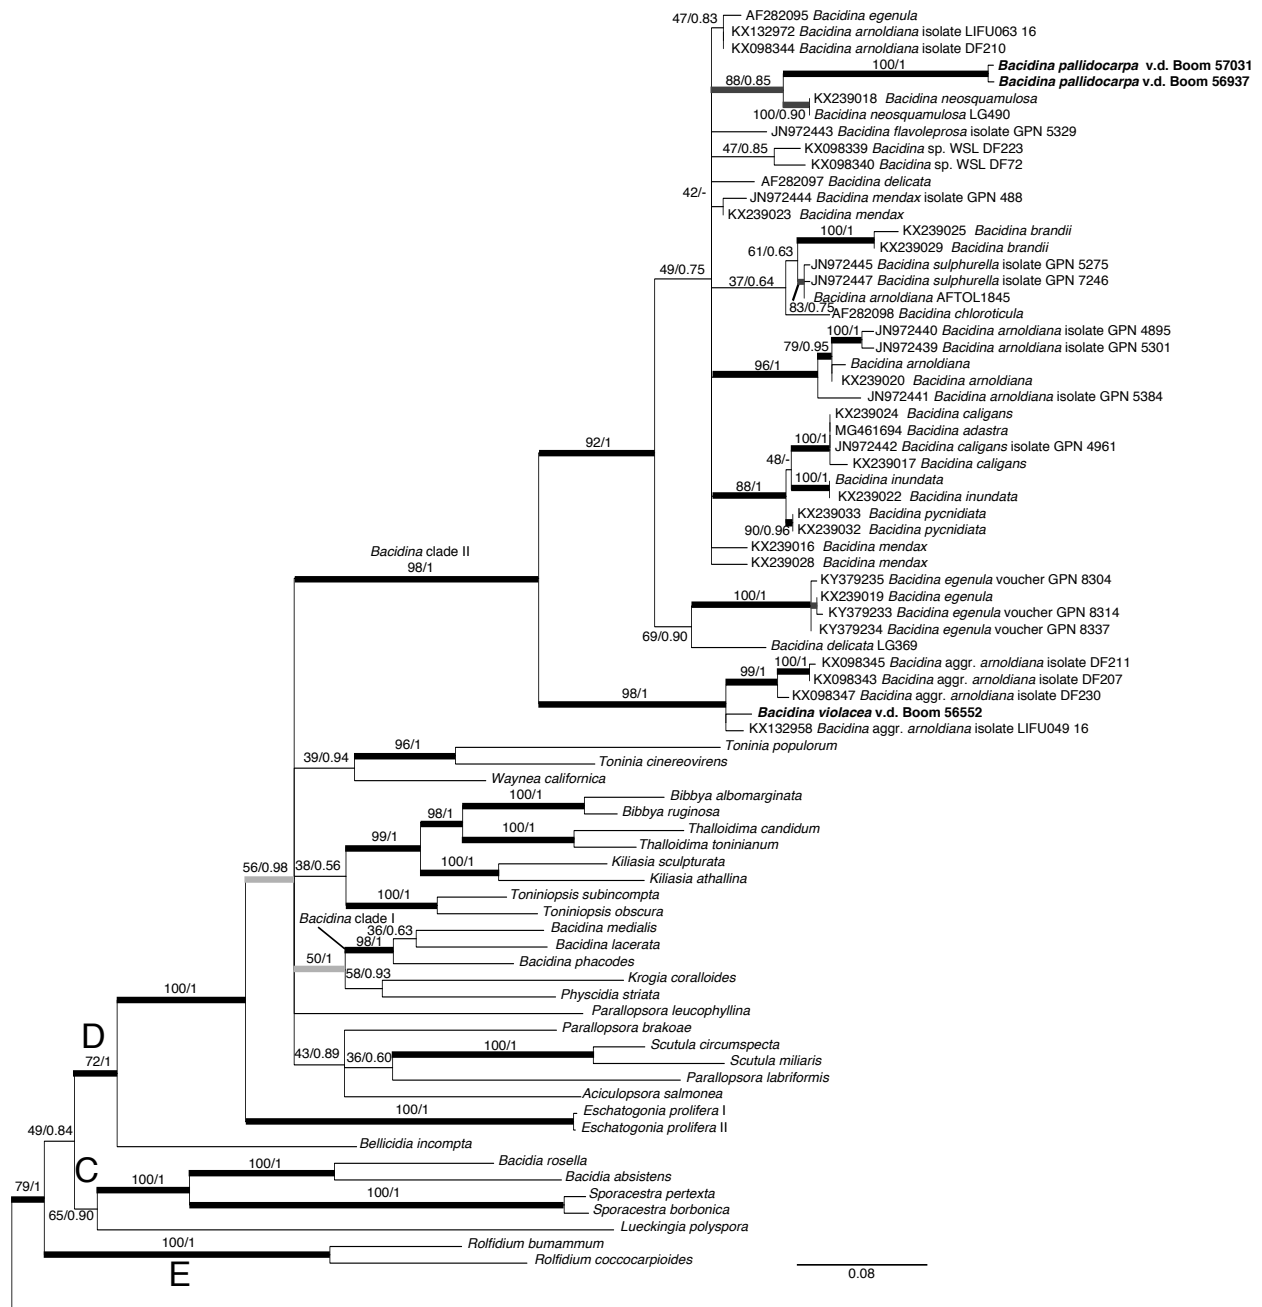 47/0.83
AF282095 Bacidina egenula
KX132972 Bacidina arnoldiana isolate LIFU063 16
KX098344 Bacidina arnoldiana isolate DF210
100/1
Bacidina pallidocarpa v.d. Boom 57031
88/0.85
Bacidina pallidocarpa v.d. Boom 56937
KX239018 Bacidina neosquamulosa
100/0.90
Bacidina neosquamulosa LG490
JN972443 Bacidina flavoleprosa isolate GPN 5329
47/0.85
KX098339 Bacidina sp. WSL DF223
KX098340 Bacidina sp. WSL DF72
AF282097 Bacidina delicata
42/-
JN972444 Bacidina mendax isolate GPN 488
KX239023 Bacidina mendax
100/1
KX239025 Bacidina brandii
KX239029 Bacidina brandii
61/0.63
JN972445 Bacidina sulphurella isolate GPN 5275
49/0.75
37/0.64
JN972447 Bacidina sulphurella isolate GPN 7246
Bacidina arnoldiana AFTOL1845
83/0.75
AF282098 Bacidina chloroticula
100/1
JN972440 Bacidina arnoldiana isolate GPN 4895
79/0.95
JN972439 Bacidina arnoldiana isolate GPN 5301
96/1
Bacidina arnoldiana
KX239020 Bacidina arnoldiana
JN972441 Bacidina arnoldiana isolate GPN 5384
KX239024 Bacidina caligans
MG461694 Bacidina adastra
92/1
100/1
JN972442 Bacidina caligans isolate GPN 4961
48/-
KX239017 Bacidina caligans
88/1
100/1
Bacidina inundata
KX239022 Bacidina inundata
KX239033 Bacidina pycnidiata
90/0.96
KX239032 Bacidina pycnidiata
KX239016 Bacidina mendax
Bacidina clade II
98/1
KX239028 Bacidina mendax
KY379235 Bacidina egenula voucher GPN 8304
100/1
KX239019 Bacidina egenula
KY379233 Bacidina egenula voucher GPN 8314
KY379234 Bacidina egenula voucher GPN 8337
69/0.90
Bacidina delicata LG369
100/1
KX098345 Bacidina aggr. arnoldiana isolate DF211
99/1
KX098343 Bacidina aggr. arnoldiana isolate DF207
98/1
KX098347 Bacidina aggr. arnoldiana isolate DF230
Bacidina violacea v.d. Boom 56552
KX132958 Bacidina aggr. arnoldiana isolate LIFU049 16
96/1
Toninia populorum
39/0.94
Toninia cinereovirens
Waynea californica
100/1
Bibbya albomarginata
98/1
Bibbya ruginosa
100/1
Thalloidima candidum
99/1
Thalloidima toninianum
56/0.98
38/0.56
100/1
Kiliasia sculpturata
Kiliasia athallina
100/1
Toniniopsis subincompta
Toniniopsis obscura
Bacidina clade I
36/0.63
Bacidina medialis
98/1
Bacidina lacerata
50/1
Bacidina phacodes
58/0.93
Krogia coralloides
100/1
Physcidia striata
Parallopsora leucophyllina
D
Parallopsora brakoae
43/0.89
36/0.60
100/1
Scutula circumspecta
72/1
Scutula miliaris
Parallopsora labriformis
Aciculopsora salmonea
100/1
Eschatogonia prolifera I
Eschatogonia prolifera II
49/0.84
Bellicidia incompta
C
100/1
Bacidia rosella
79/1
100/1
Bacidia absistens
100/1
Sporacestra pertexta
65/0.90
Sporacestra borbonica
Lueckingia polyspora
100/1
Rolfidium bumammum
E
Rolfidium coccocarpioides
0.08